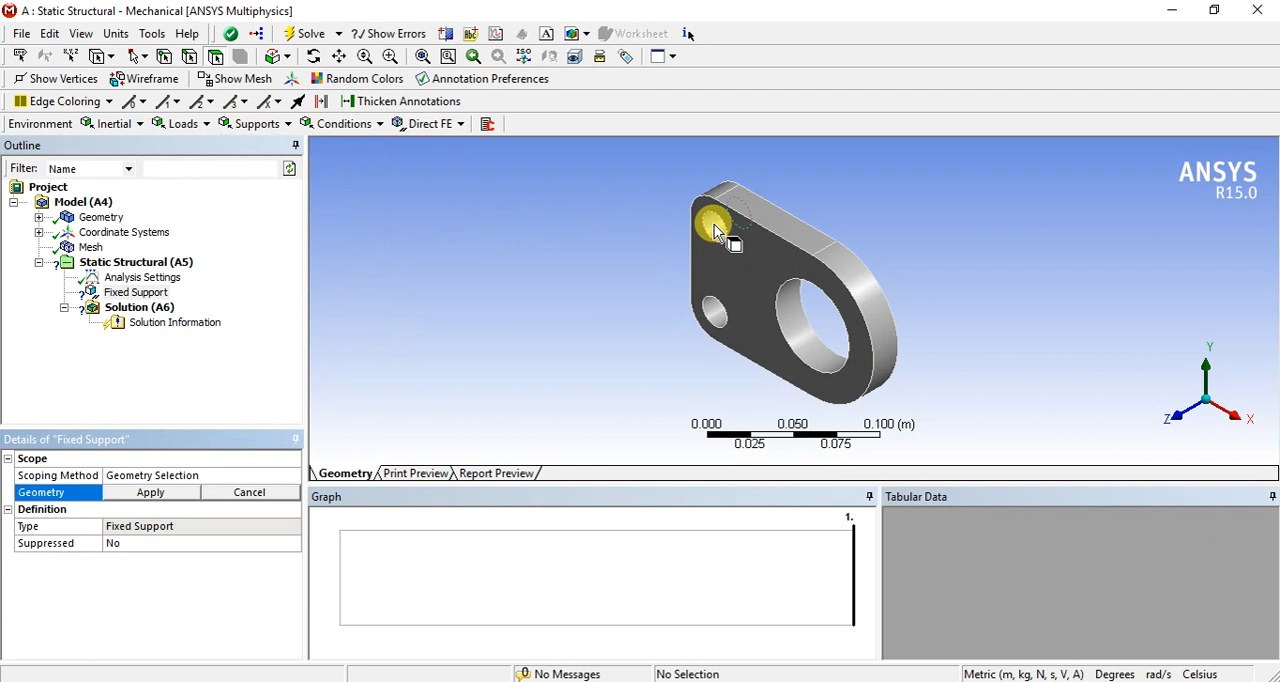 A : Static Structural - Mechanical [ANSYS Multiphysics]
File Edit View Units Tools Help Solve Show Errors Worksheet
Show Vertices Wireframe Show Mesh Random Colors Annotation Preferences
Edge Coloring Thicken Annotations
Environment Inertial Loads Supports Conditions Direct FE
Outline
Filter: Name
Project
Model (A4)
Geometry
Coordinate Systems
Mesh
Static Structural (A5)
Analysis Settings
Fixed Support
Solution (A6)
Solution Information
Details of "Fixed Support"
Scope
Scoping Method Geometry Selection
Geometry Apply Cancel
Definition
Type Fixed Support
Suppressed No
ANSYS
R15.0
Y
Z X
0.000 0.050 0.100 (m)
0.025 0.075
Geometry Print Preview Report Preview
Graph
1.
Tabular Data
No Messages No Selection Metric (m, kg, N, s, V, A) Degrees rad/s Celsius